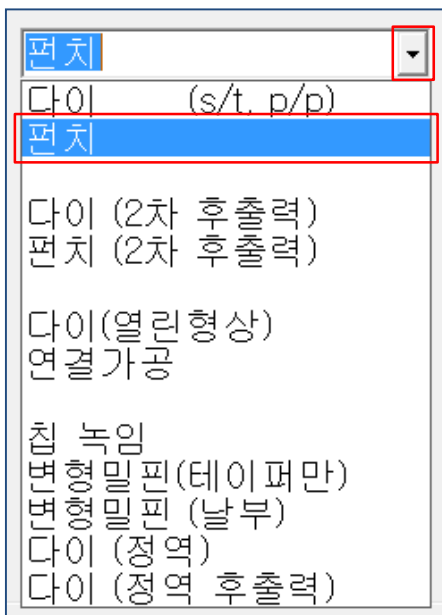 펀치
다이 (s/t, p/p)
펀치
다이 (2차 후출력)
펀치 (2차 후출력)
다이(열린형상)
연결가공
칩 녹임
변형밀핀(테이퍼만)
변형밀핀 (날부)
다이 (정역)
다이 (정역 후출력)